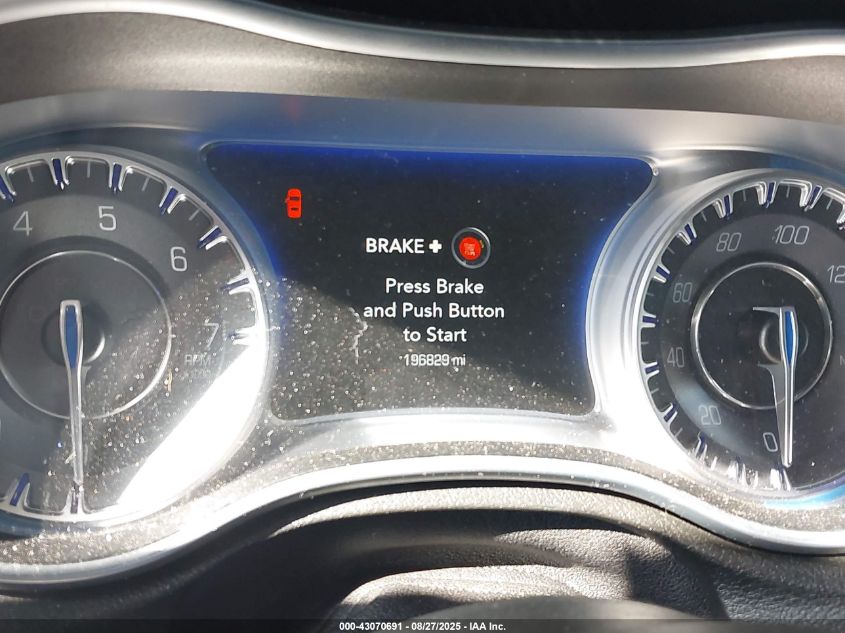 4
5
6
7
RPM
BRAKE +
Press Brake
and Push Button
to Start
196829 mi
0
20
40
60
80
100
000-43070691 - 08/27/2025 - IAA Inc.